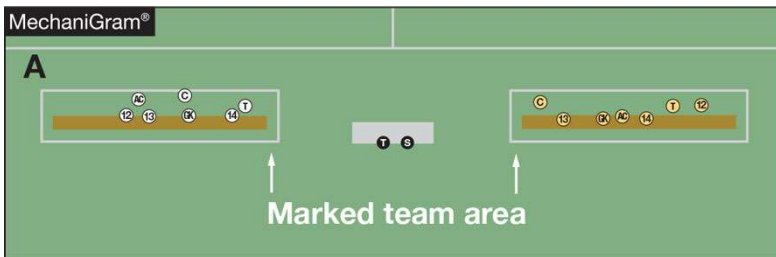 MechaniGram®
A
AC C T
12 13 GK 14
C T 12
13 GK AC 14
T S
Marked team area